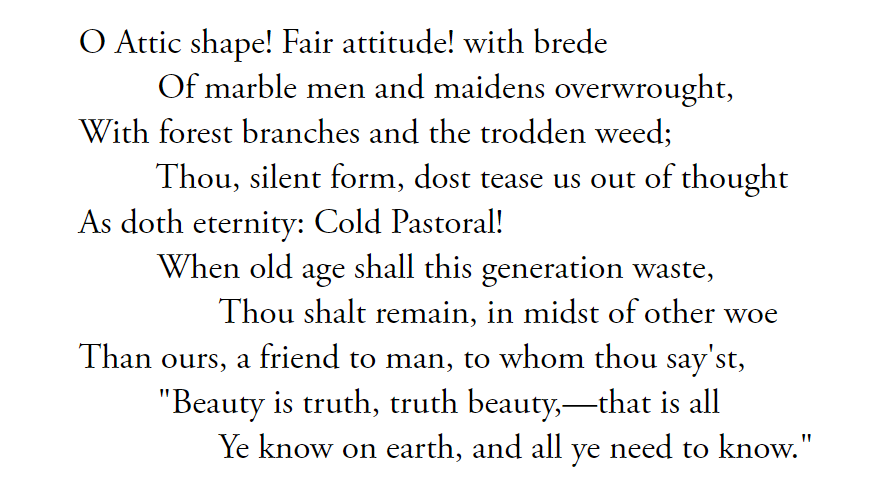 O Attic shape! Fair attitude! with brede
Of marble men and maidens overwrought,
With forest branches and the trodden weed;
Thou, silent form, dost tease us out of thought
As doth eternity: Cold Pastoral!
When old age shall this generation waste,
Thou shalt remain, in midst of other woe
Than ours, a friend to man, to whom thou say'st,
"Beauty is truth, truth beauty,—that is all
Ye know on earth, and all ye need to know."